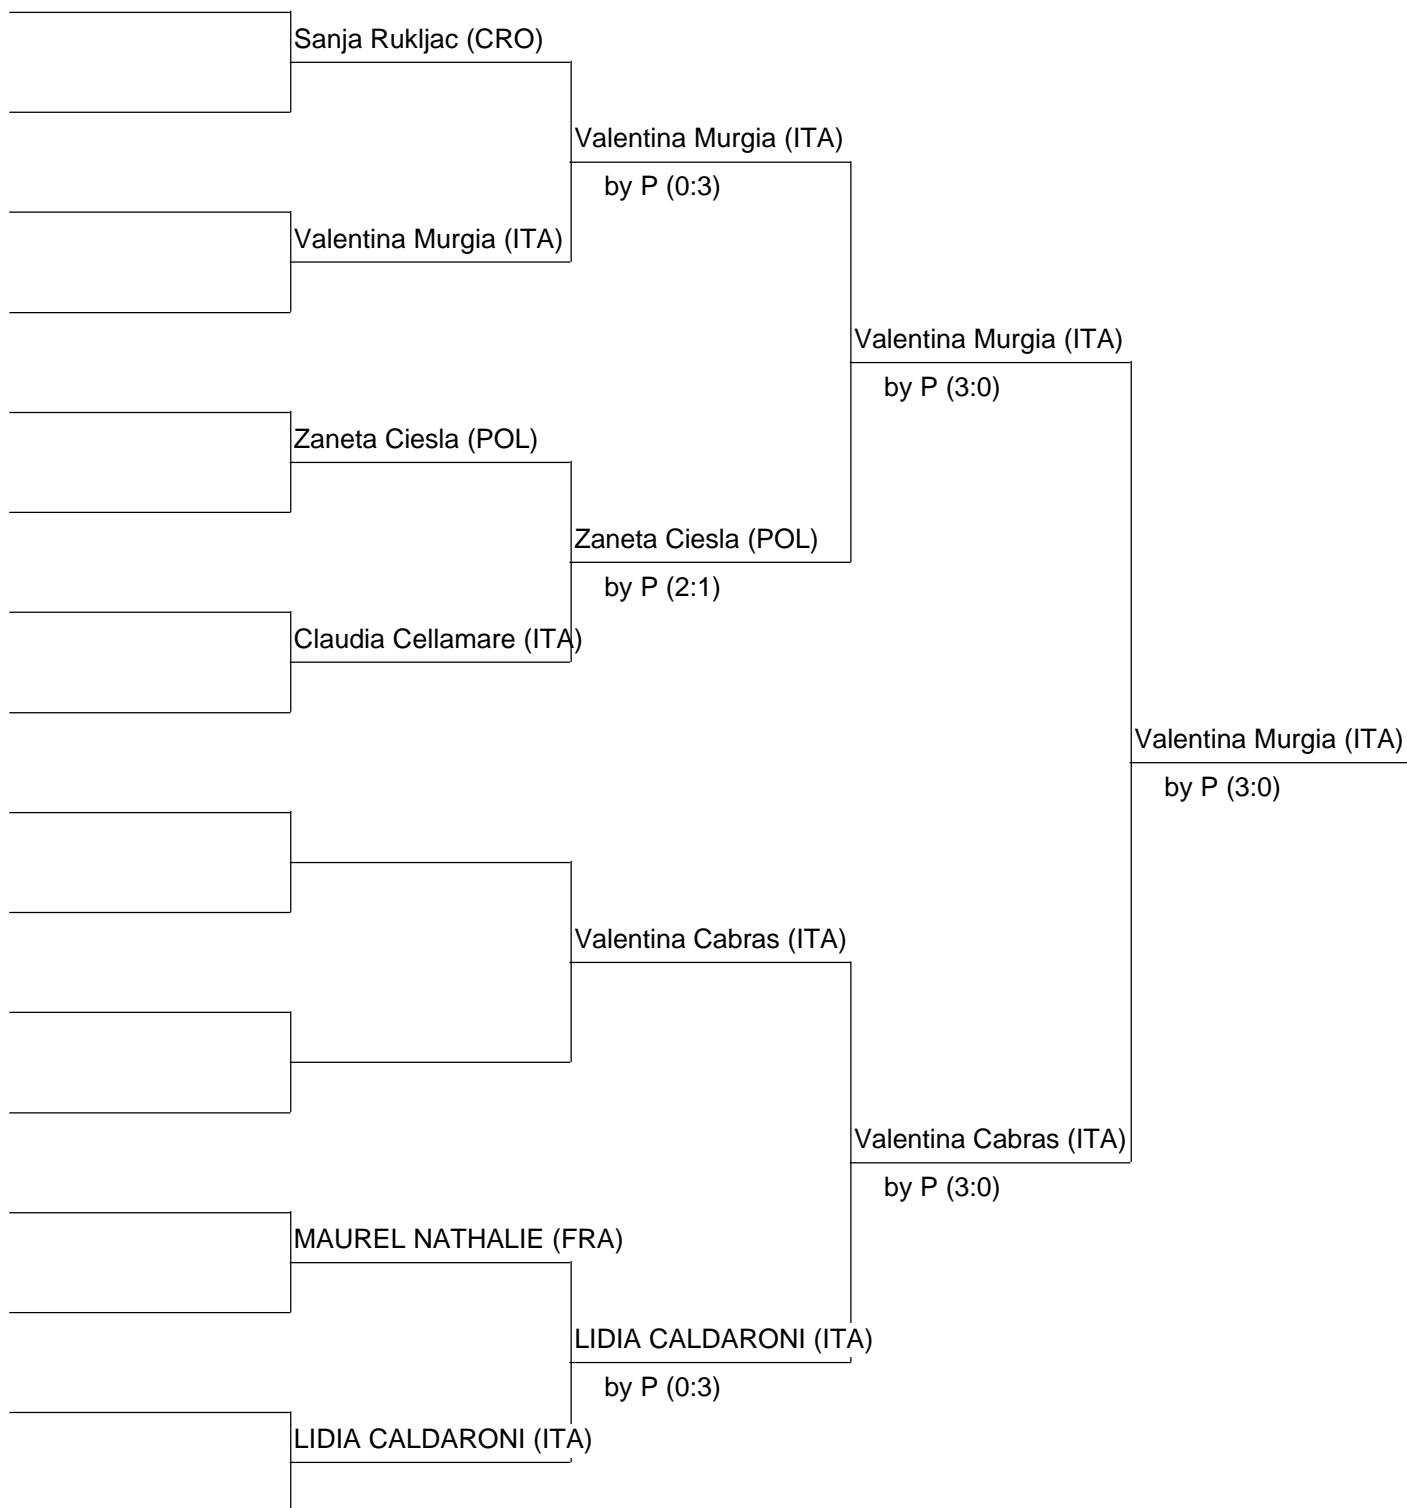 Sanja Rukljac (CRO)
Valentina Murgia (ITA)
by P (0:3)
Valentina Murgia (ITA)
Valentina Murgia (ITA)
by P (3:0)
Zaneta Ciesla (POL)
Zaneta Ciesla (POL)
by P (2:1)
Claudia Cellamare (ITA)
Valentina Murgia (ITA)
by P (3:0)
Valentina Cabras (ITA)
Valentina Cabras (ITA)
by P (3:0)
MAUREL NATHALIE (FRA)
LIDIA CALDARONI (ITA)
by P (0:3)
LIDIA CALDARONI (ITA)